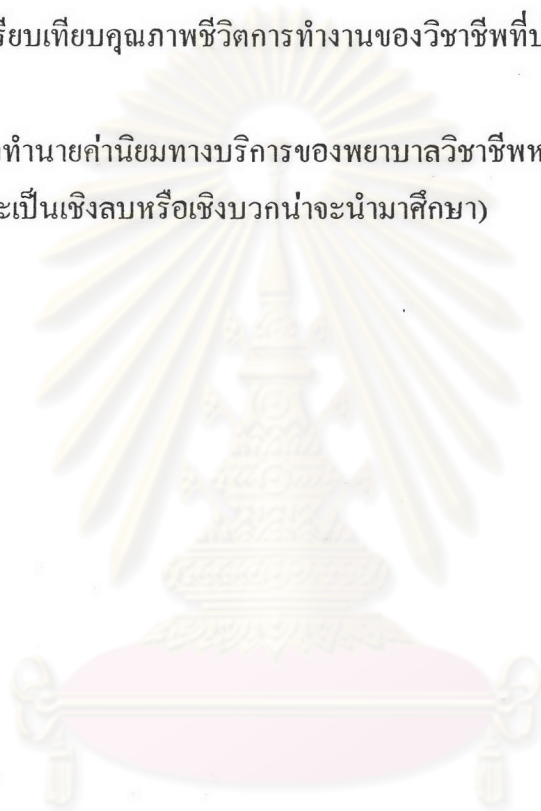 รียบเทียบคุณภาพชีวิตการทำงานของวิชาชีพที่บ
ทำนายค่านิยมทางบริการของพยาบาลวิชาชีพห
ะเป็นเชิงลบหรือเชิงบวกน่าจะนำมาศึกษา)